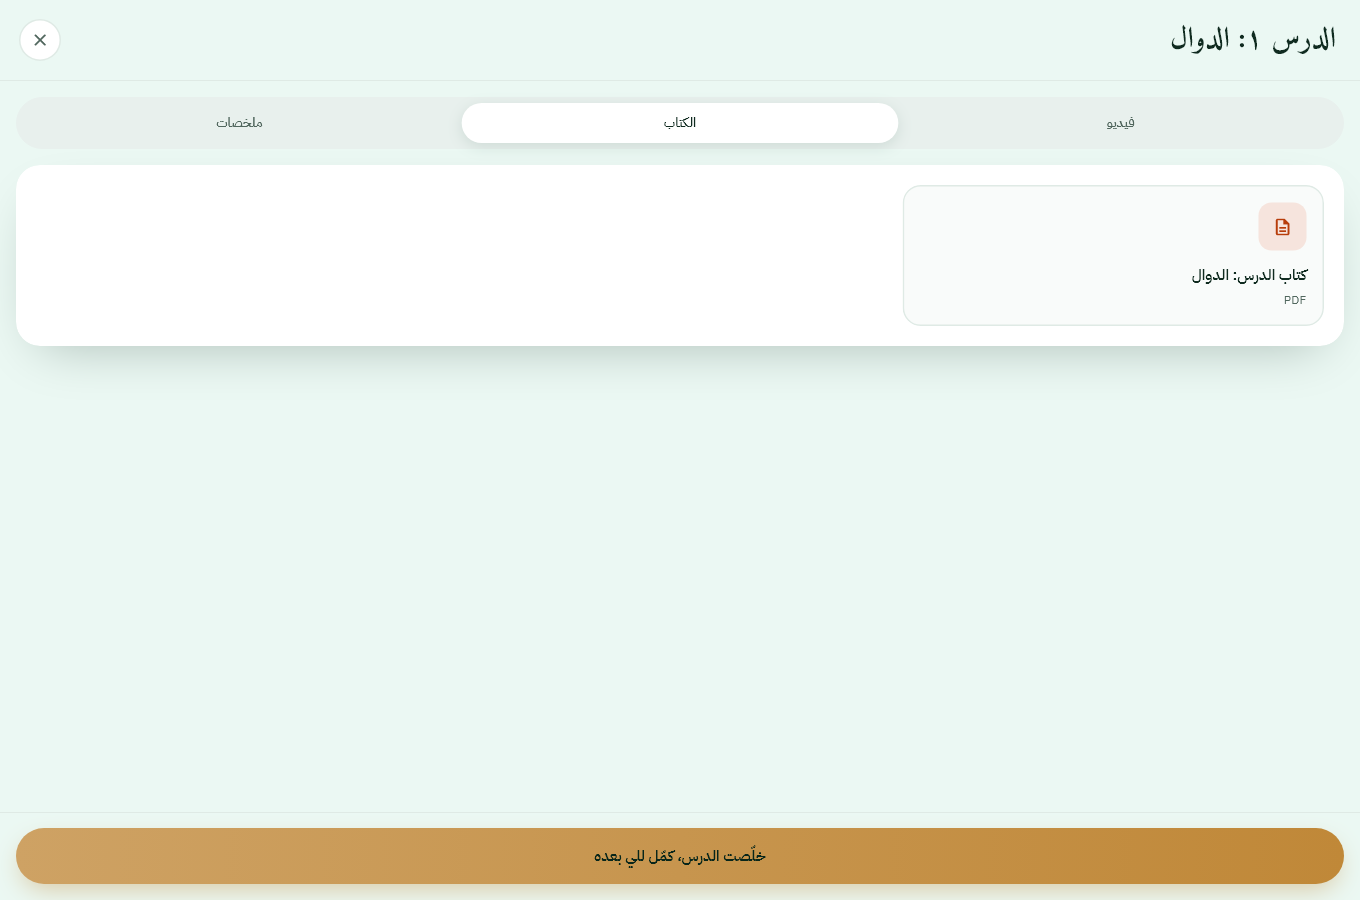 الدرس ١: الدوال
فيديو
الكتاب
ملخصات
كتاب الدرس: الدوال
PDF
خلّصت الدرس، كمّل للي بعده